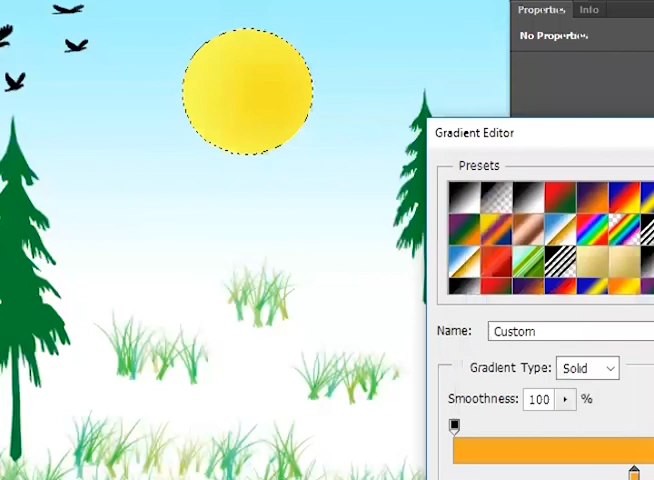 Properties Info
No Properties
Gradient Editor
Presets
Name: Custom
Gradient Type: Solid
Smoothness: 100 %